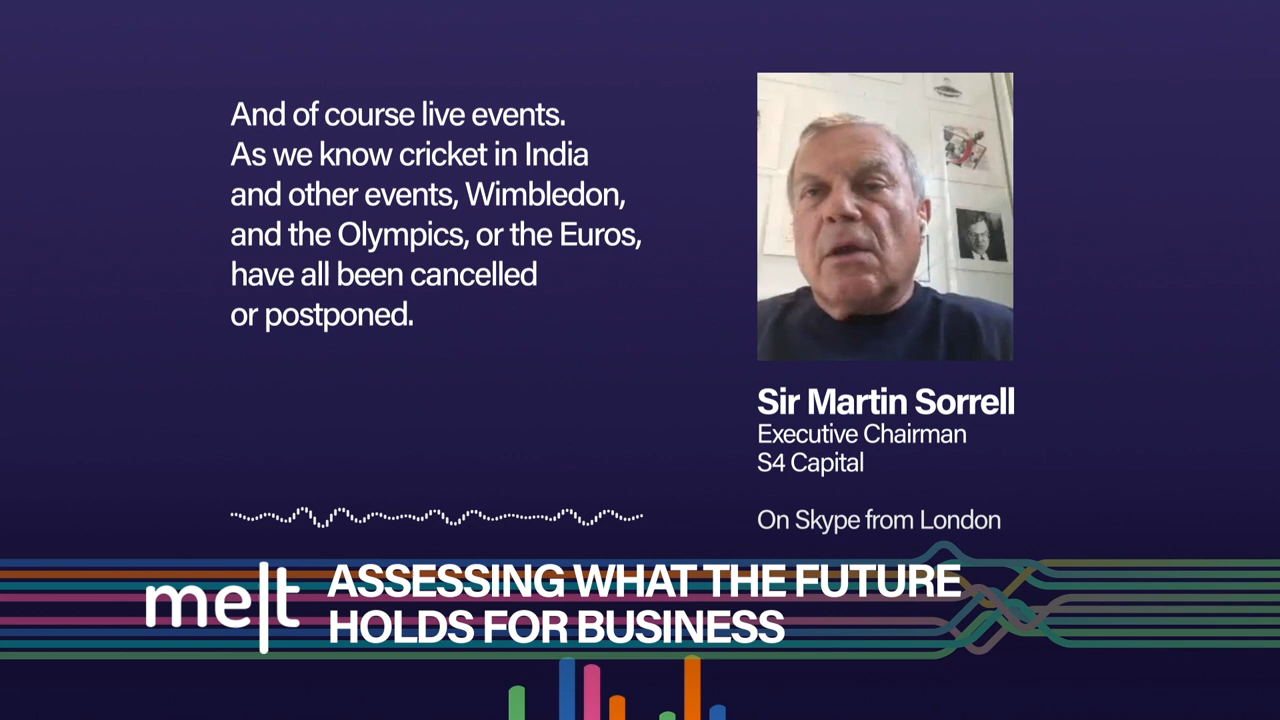 And of course live events.
As we know cricket in India
and other events, Wimbledon,
and the Olympics, or the Euros,
have all been cancelled
or postponed.
Sir Martin Sorrell
Executive Chairman
S4 Capital
On Skype from London
melt
ASSESSING WHAT THE FUTURE
HOLDS FOR BUSINESS